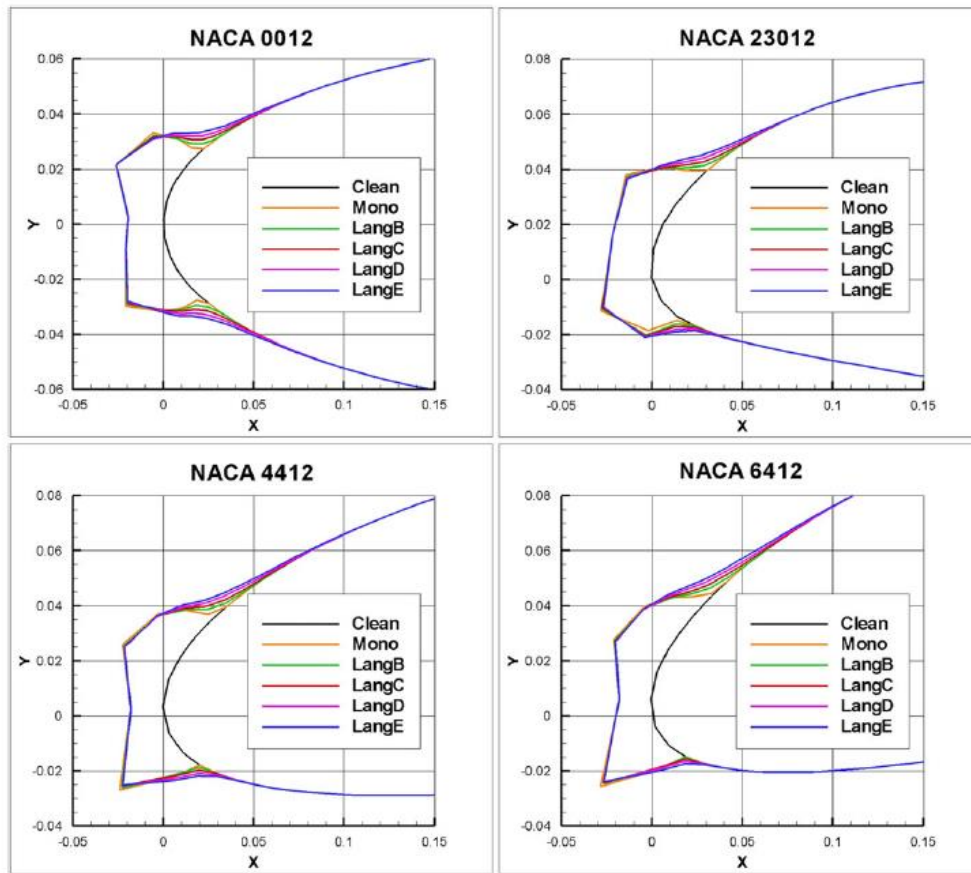 NACA 0012
0.06
0.04
0.02
0
-0.02
-0.04
-0.06
Y
-0.05 0 0.05 0.1 0.15
X
Clean
Mono
LangB
LangC
LangD
LangE
NACA 23012
0.08
0.06
0.04
0.02
0
-0.02
-0.04
Y
-0.05 0 0.05 0.1 0.15
X
Clean
Mono
LangB
LangC
LangD
LangE
NACA 4412
0.08
0.06
0.04
0.02
0
-0.02
-0.04
Y
-0.05 0 0.05 0.1 0.15
X
Clean
Mono
LangB
LangC
LangD
LangE
NACA 6412
0.08
0.06
0.04
0.02
0
-0.02
-0.04
Y
-0.05 0 0.05 0.1 0.15
X
Clean
Mono
LangB
LangC
LangD
LangE